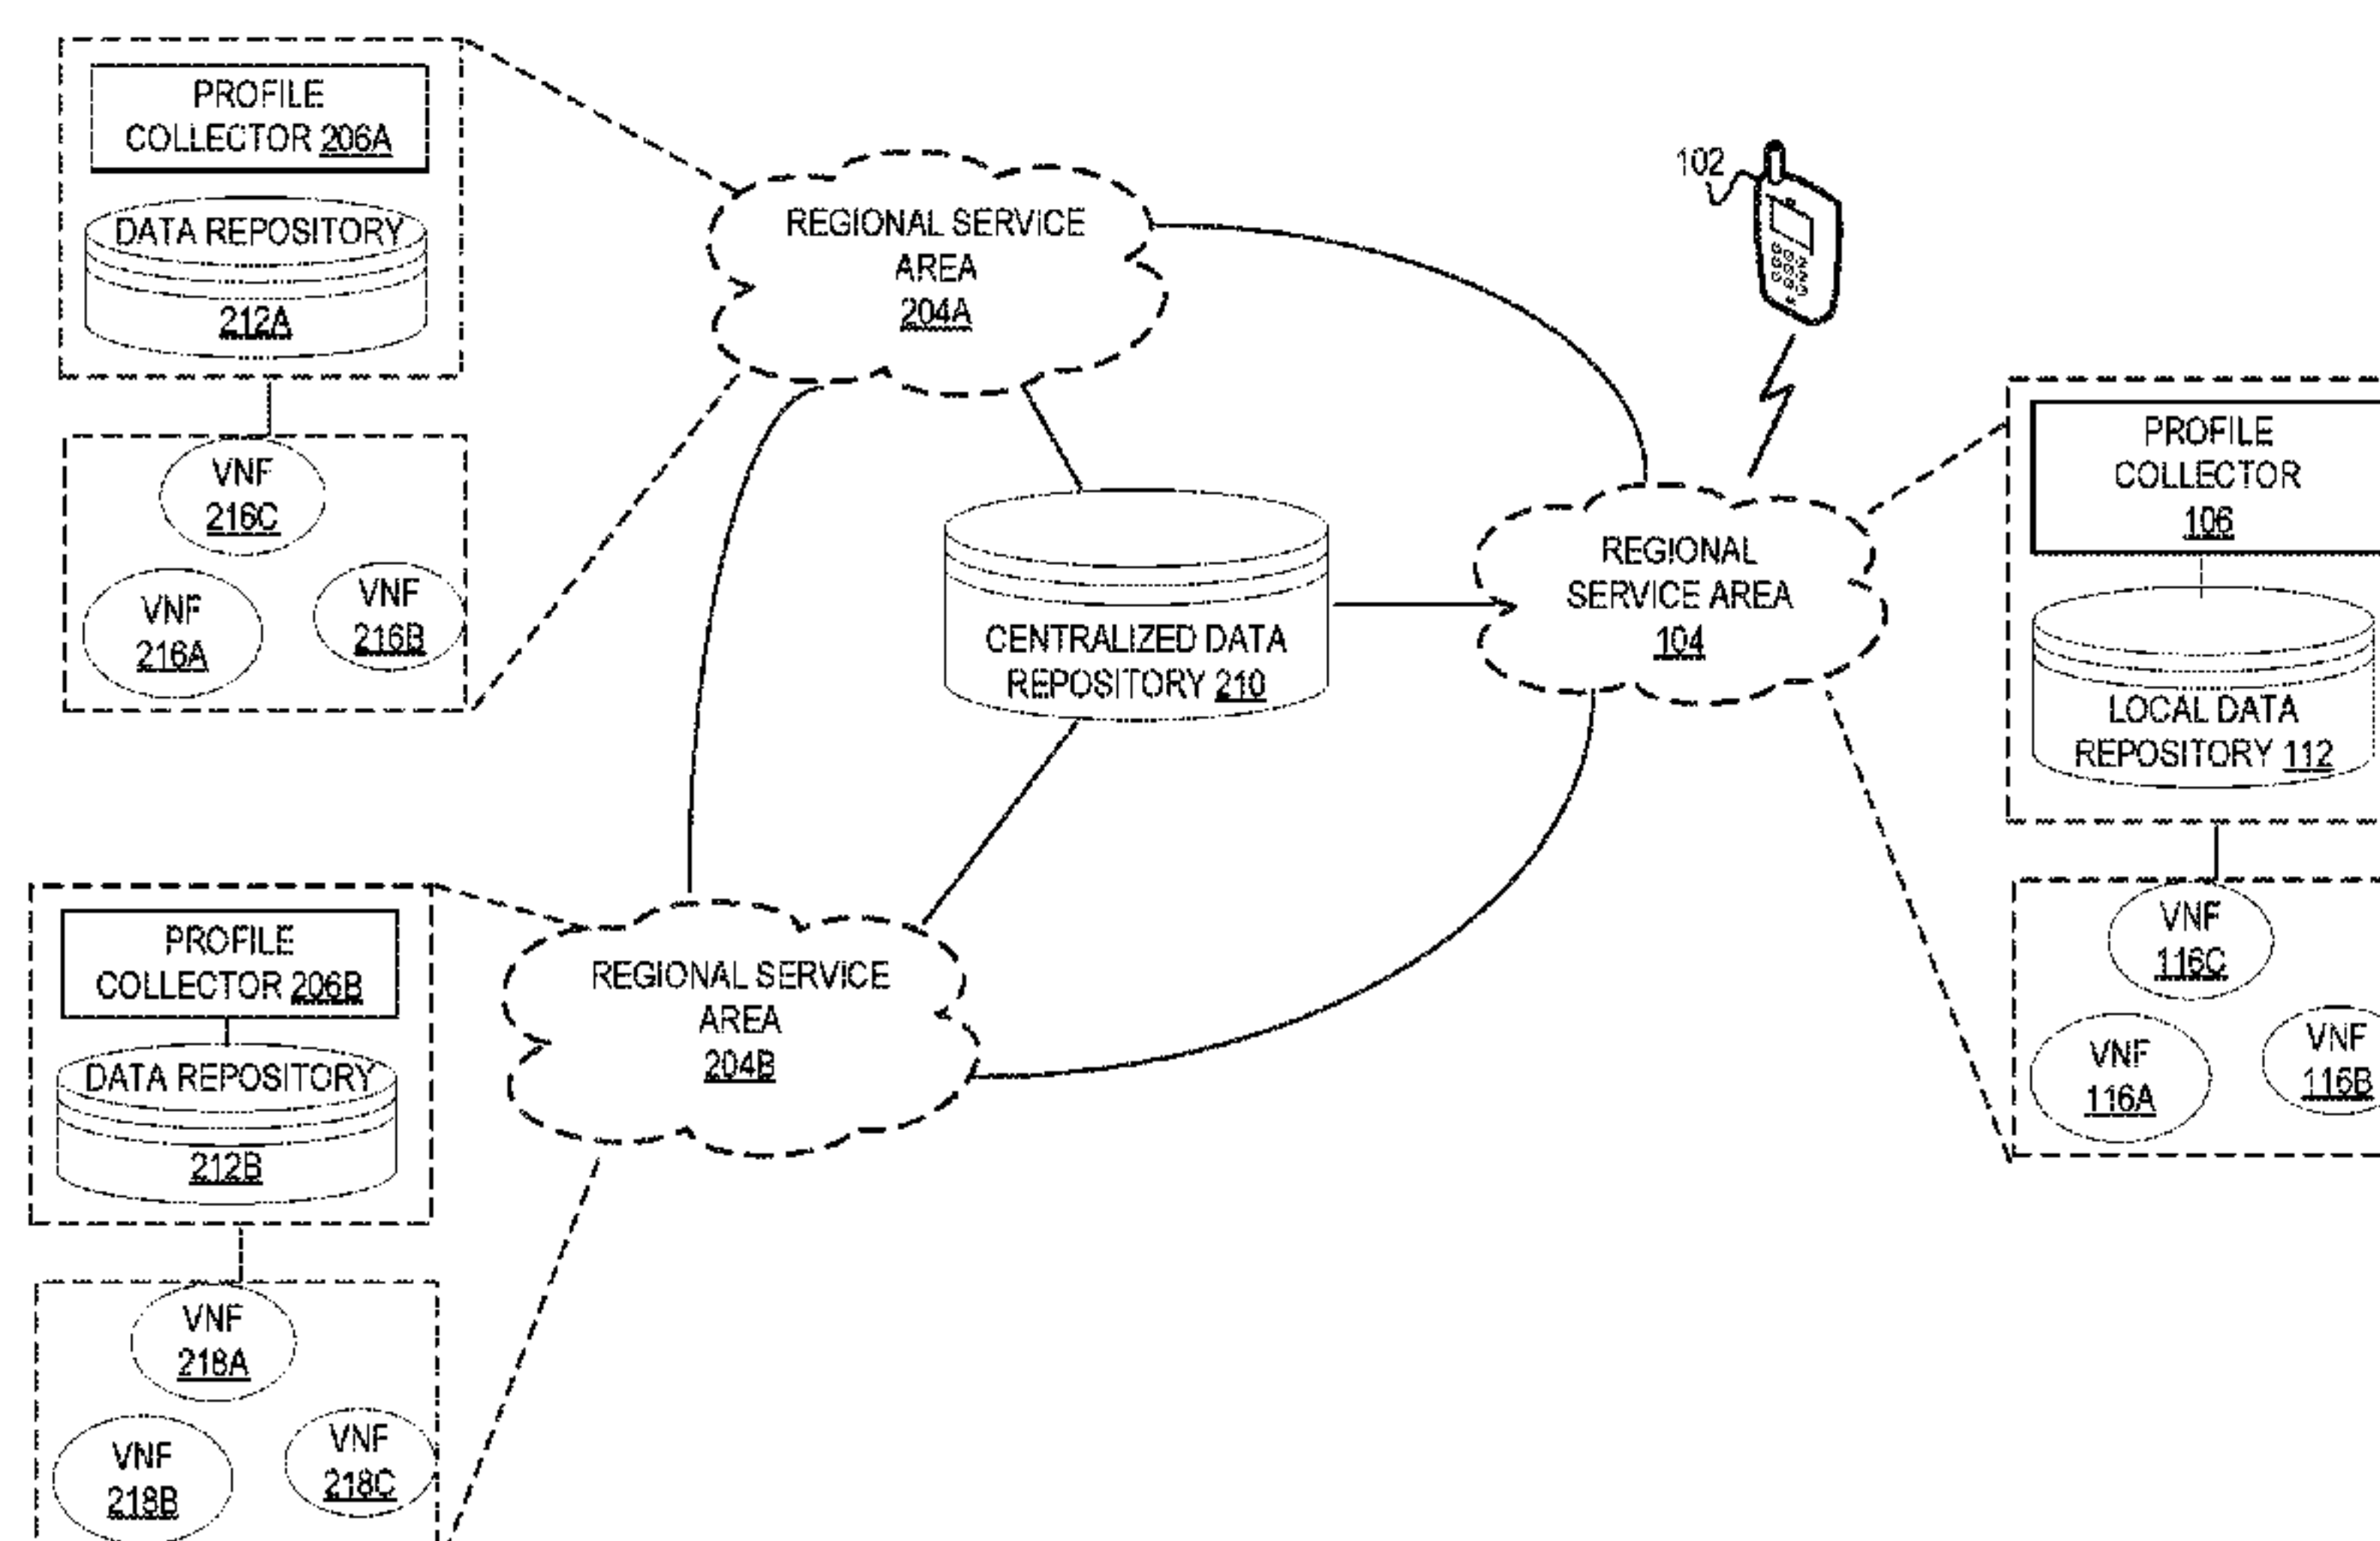 PROFILE
COLLECTOR 206A
DATA REPOSITORY
212A
VNF
216C
VNF
216A
VNF
216B
REGIONAL SERVICE
AREA
204A
102
CENTRALIZED DATA
REPOSITORY 210
REGIONAL
SERVICE AREA
104
PROFILE
COLLECTOR
106
LOCAL DATA
REPOSITORY 112
VNF
116C
VNF
116A
VNF
116B
PROFILE
COLLECTOR 206B
DATA REPOSITORY
212B
REGIONAL SERVICE
AREA
204B
VNF
218A
VNF
218B
VNF
218C